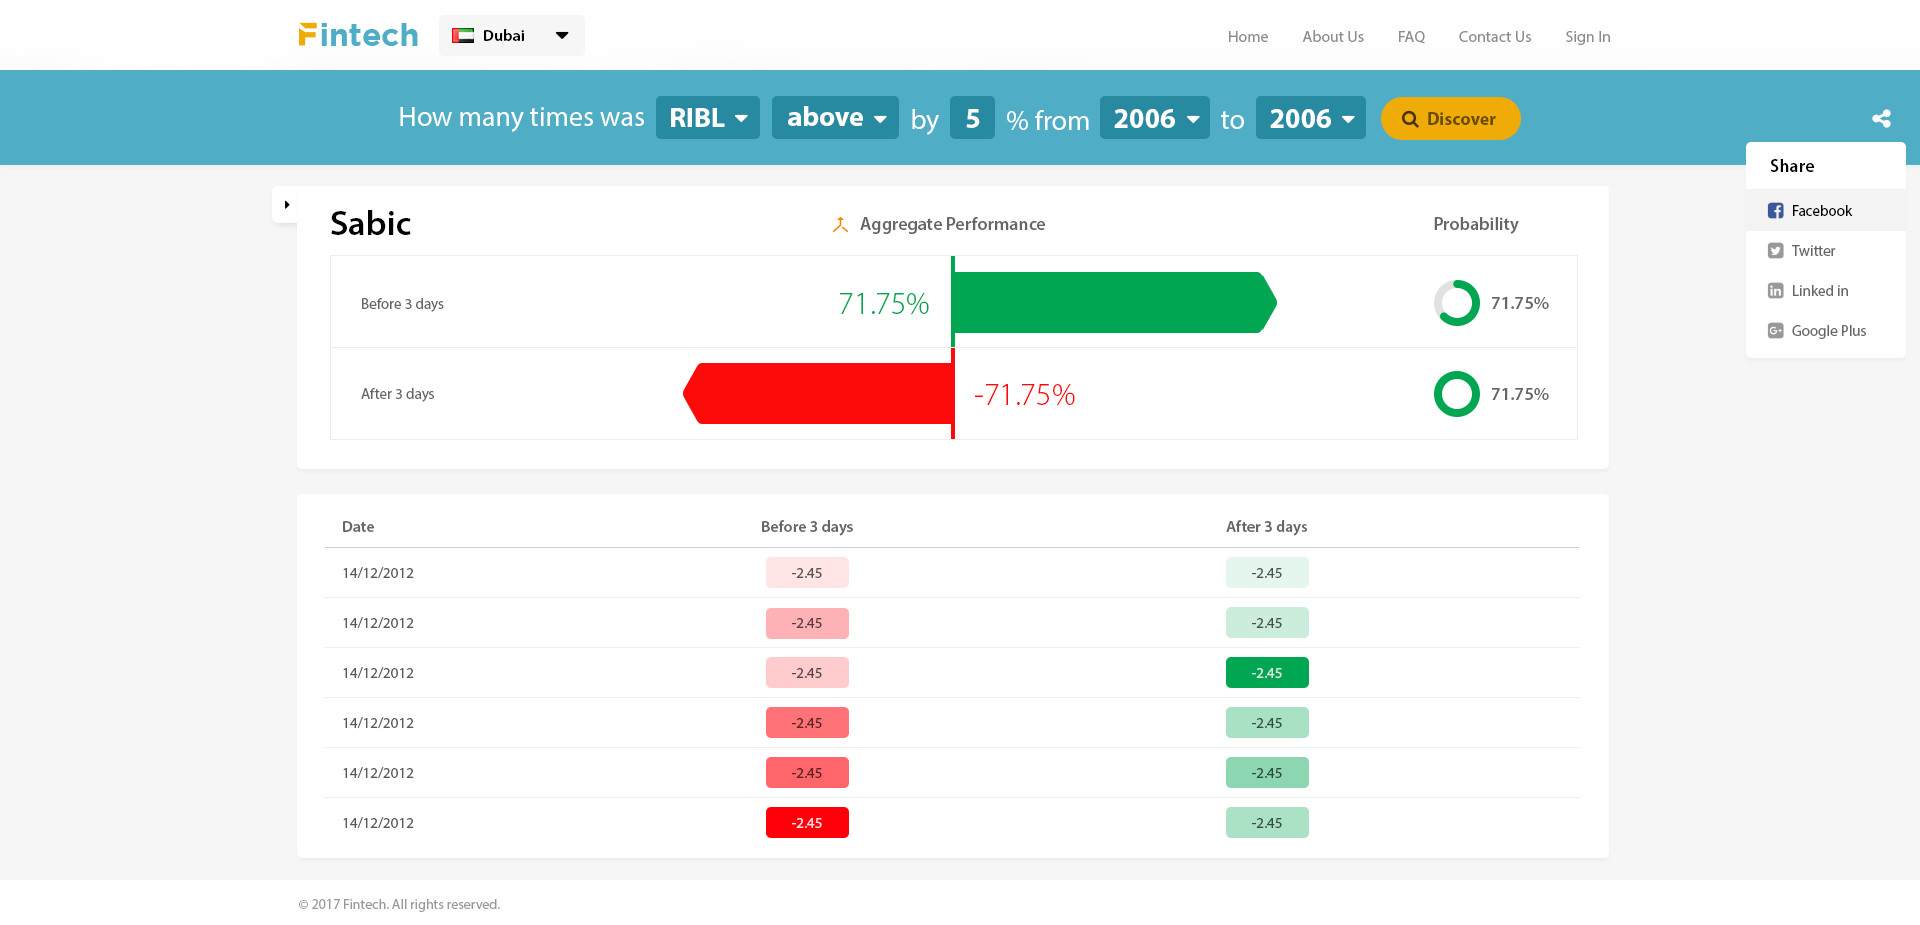 Fintech Dubai Home About Us FAQ Contact Us Sign In
How many times was RIBL above by 5 % from 2006 to 2006 Discover
Share
Facebook
Twitter
Linked in
Google Plus
Sabic Aggregate Performance Probability
Before 3 days 71.75% 71.75%
After 3 days -71.75% 71.75%
Date Before 3 days After 3 days
14/12/2012 -2.45 -2.45
14/12/2012 -2.45 -2.45
14/12/2012 -2.45 -2.45
14/12/2012 -2.45 -2.45
14/12/2012 -2.45 -2.45
14/12/2012 -2.45 -2.45
© 2017 Fintech. All rights reserved.